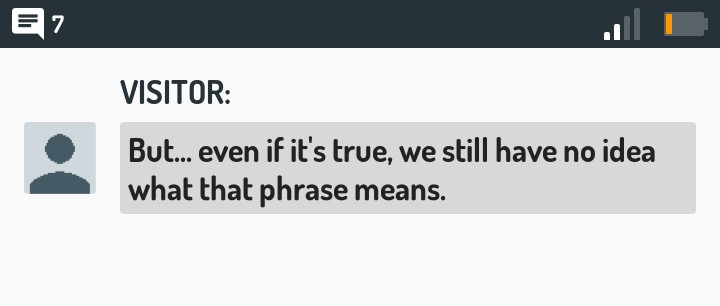 7
VISITOR:
But... even if it's true, we still have no idea
what that phrase means.